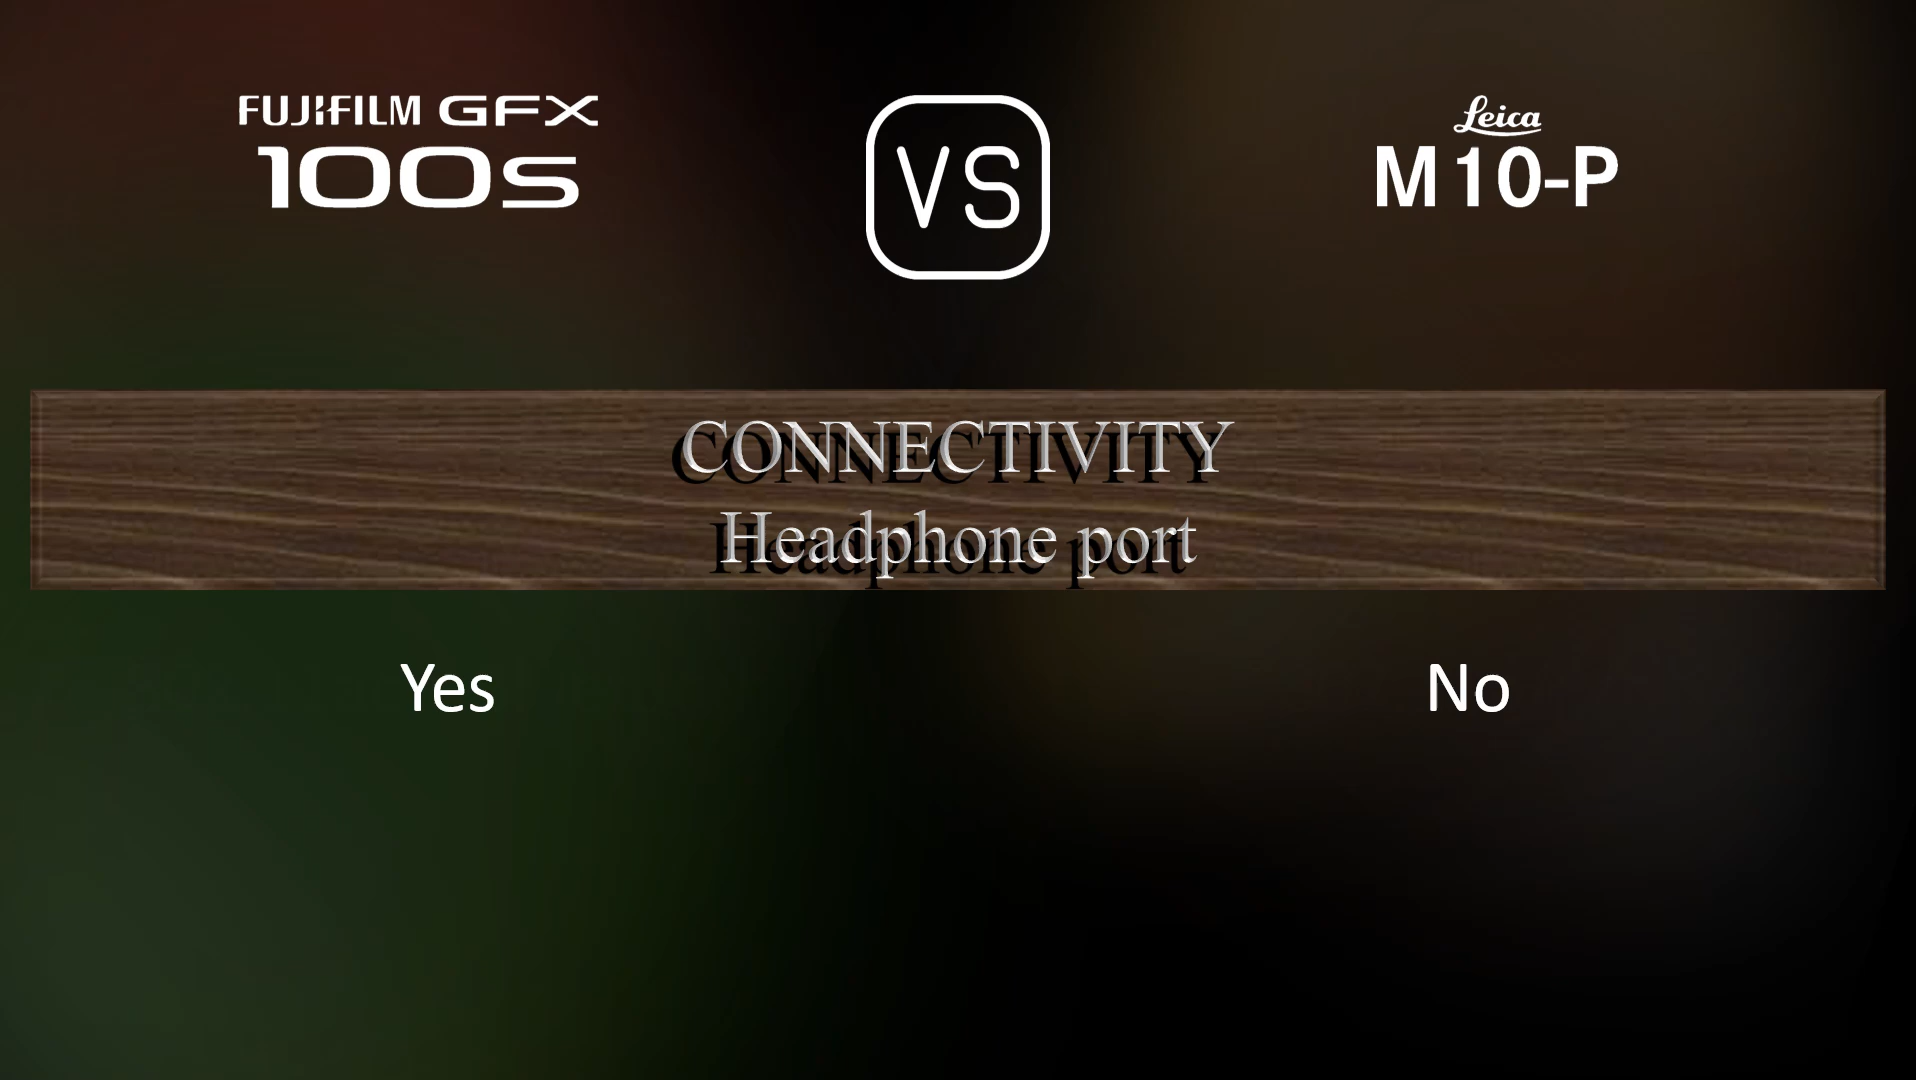 FUJIFILM GFX
100S
VS
Leica
M10-P
CONNECTIVITY
Headphone port
Yes
No